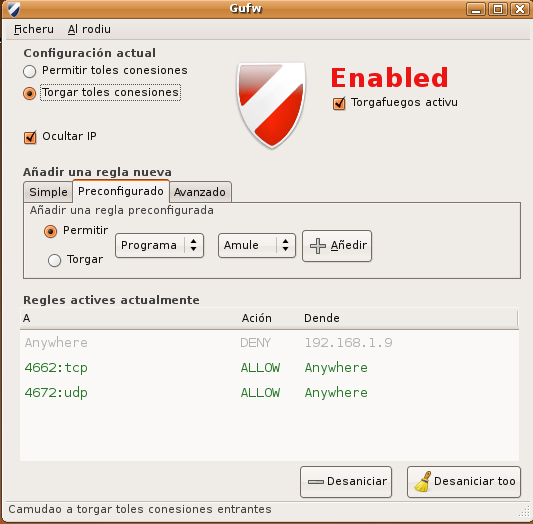 Gufw
Ficheru Al rodiu
Configuración actual
Permitir toles conesiones
Torgar toles conesiones
Ocultar IP
Enabled
Torgafuegos activu
Añadir una regla nueva
Simple Preconfigurado Avanzado
Añadir una regla preconfigurada
Permitir
Torgar
Programa Amule Añedir
Regles actives actualmente
A Ación Dende
Anywhere DENY 192.168.1.9
4662:tcp ALLOW Anywhere
4672:udp ALLOW Anywhere
Desaniciar Desaniciar too
Camudao a torgar toles conesiones entrantes